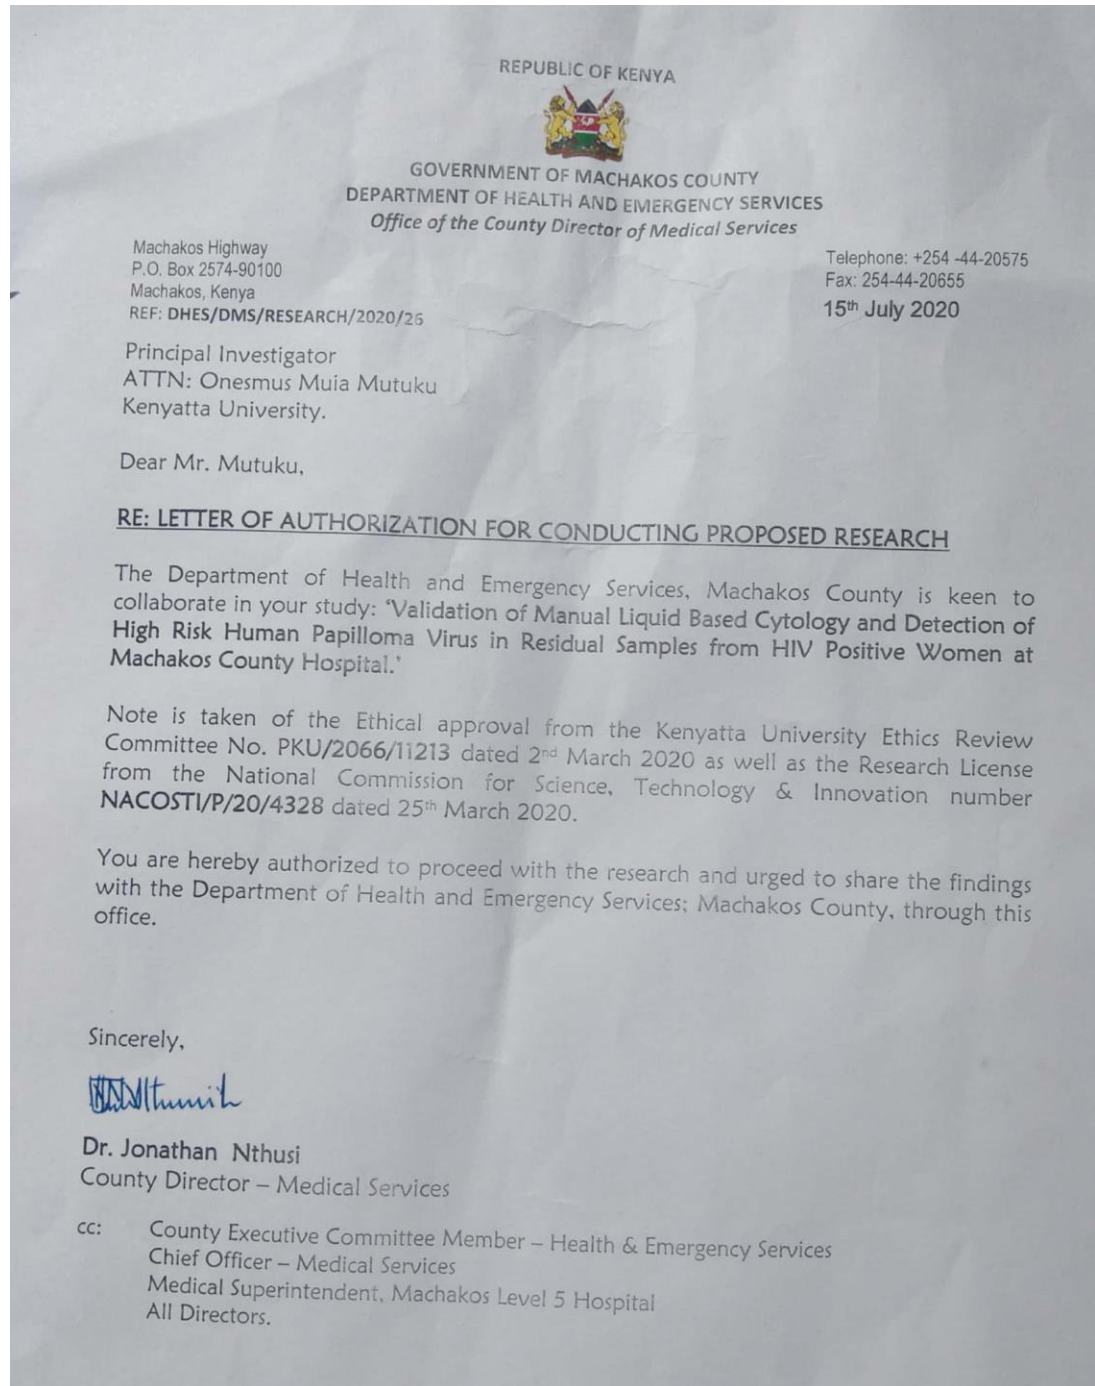 REPUBLIC OF KENYA
GOVERNMENT OF MACHAKOS COUNTY
DEPARTMENT OF HEALTH AND EMERGENCY SERVICES
Office of the County Director of Medical Services
Machakos Highway
P.O. Box 2574-90100
Machakos, Kenya
REF: DHES/DMS/RESEARCH/2020/26
Telephone: +254 -44-20575
Fax: 254-44-20655
15th July 2020
Principal Investigator
ATTN: Onesmus Muia Mutuku
Kenyatta University.
Dear Mr. Mutuku,
RE: LETTER OF AUTHORIZATION FOR CONDUCTING PROPOSED RESEARCH
The Department of Health and Emergency Services, Machakos County is keen to
collaborate in your study: 'Validation of Manual Liquid Based Cytology and Detection of
High Risk Human Papilloma Virus in Residual Samples from HIV Positive Women at
Machakos County Hospital.'
Note is taken of the Ethical approval from the Kenyatta University Ethics Review
Committee No. PKU/2066/11213 dated 2nd March 2020 as well as the Research License
from the National Commission for Science, Technology & Innovation number
NACOSTI/P/20/4328 dated 25th March 2020.
You are hereby authorized to proceed with the research and urged to share the findings
with the Department of Health and Emergency Services; Machakos County, through this
office.
Sincerely,
Dr. Jonathan Nthusi
County Director – Medical Services
cc: County Executive Committee Member – Health & Emergency Services
Chief Officer – Medical Services
Medical Superintendent, Machakos Level 5 Hospital
All Directors.